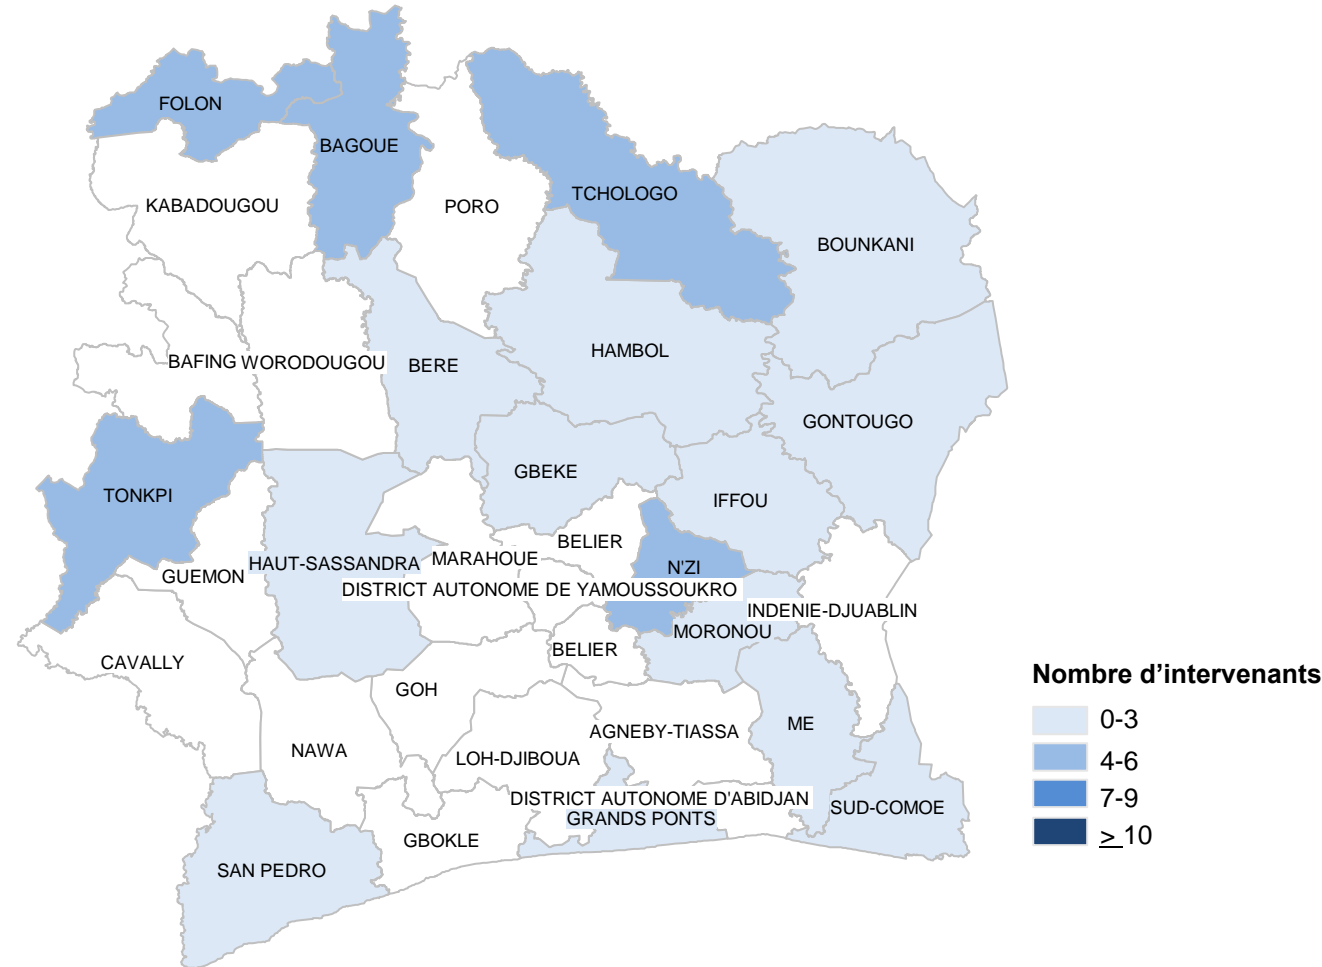 FOLON
BAGOUE
TCHOLOGO
KABADOUGOU
PORO
BOUNKANI
HAMBOL
BAFING
WORODOUGOU
BERE
GONTOUGO
GBEKE
TONKPI
IFFOU
BELIER
HAUT-SASSANDRA
MARAHOUE
N'ZI
GUEMON
DISTRICT AUTONOME DE YAMOUSSOUKRO
INDENIE-DJUABLIN
MORONOU
BELIER
CAVALLY
GOH
ME
AGNEBY-TIASSA
NAWA
LOH-DJIBOUA
DISTRICT AUTONOME D'ABIDJAN
SUD-COMOE
GRANDS PONTS
GBOKLE
SAN PEDRO
Nombre d’intervenants
0-3
4-6
7-9
≥ 10